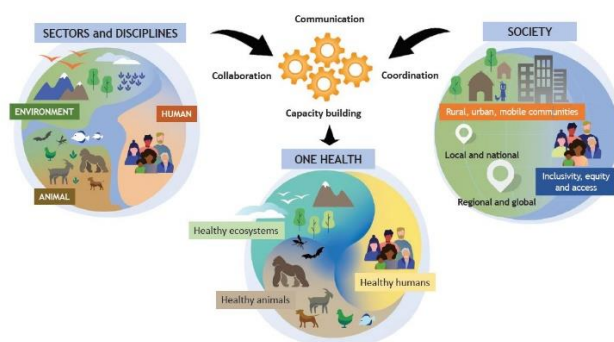 Communication
SECTORS and DISCIPLINES
SOCIETY
Collaboration
Coordination
Capacity building
ENVIRONMENT
HUMAN
ANIMAL
Rural, urban, mobile communities
Local and national
Inclusivity, equity
and access
Regional and global
ONE HEALTH
Healthy ecosystems
Healthy humans
Healthy animals